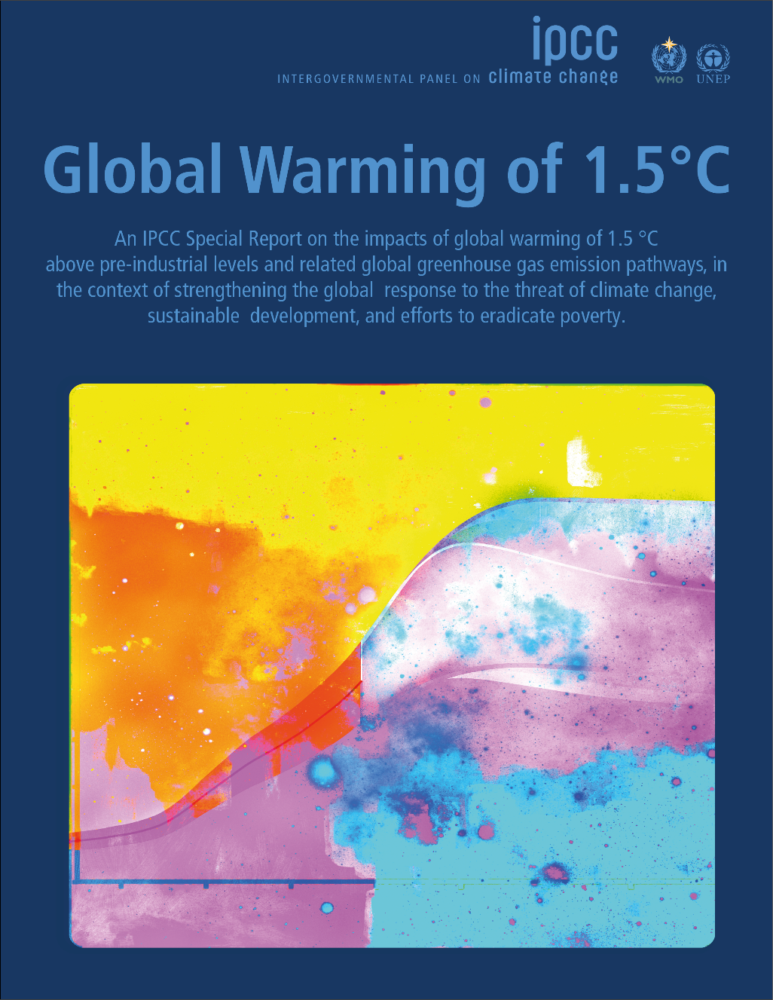 ipcc
INTERGOVERNMENTAL PANEL ON climate change
WMO
UNEP
Global Warming of 1.5°C
An IPCC Special Report on the impacts of global warming of 1.5 °C
above pre-industrial levels and related global greenhouse gas emission pathways, in
the context of strengthening the global response to the threat of climate change,
sustainable development, and efforts to eradicate poverty.